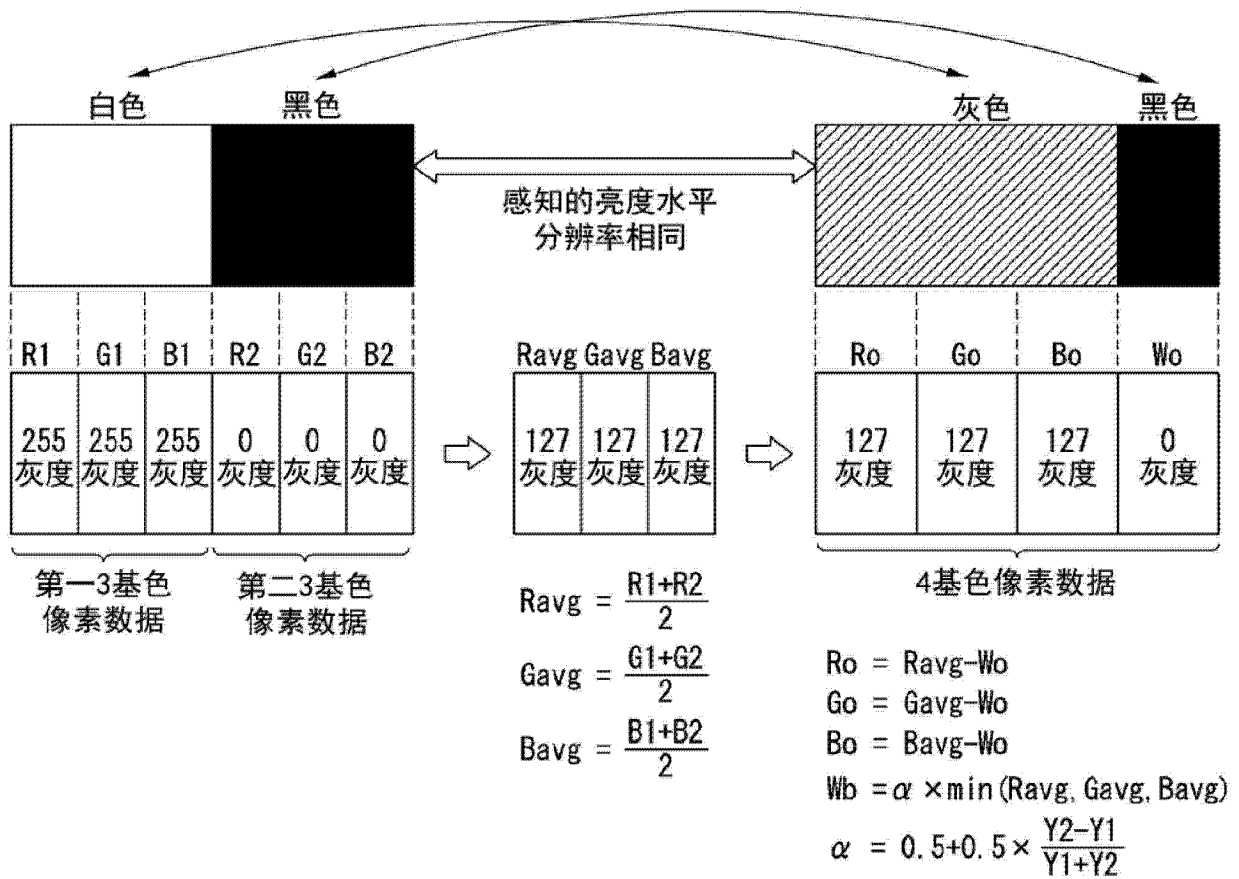 白色 黑色 灰色 黑色
感知的亮度水平
分辨率相同
R1 G1 B1 R2 G2 B2 Ravg Gavg Bavg Ro Go Bo Wo
255 255 255 0 0 0 127 127 127 127 127 127 0
灰度 灰度 灰度 灰度 灰度 灰度 灰度 灰度 灰度 灰度 灰度 灰度 灰度
第一3基色
像素数据
第二3基色
像素数据
4基色像素数据
Ravg = R1+R2
2
Gavg = G1+G2
2
Bavg = B1+B2
2
Ro = Ravg-Wo
Go = Gavg-Wo
Bo = Bavg-Wo
Wb = α × min(Ravg, Gavg, Bavg)
α = 0.5+0.5× Y2-Y1
Y1+Y2